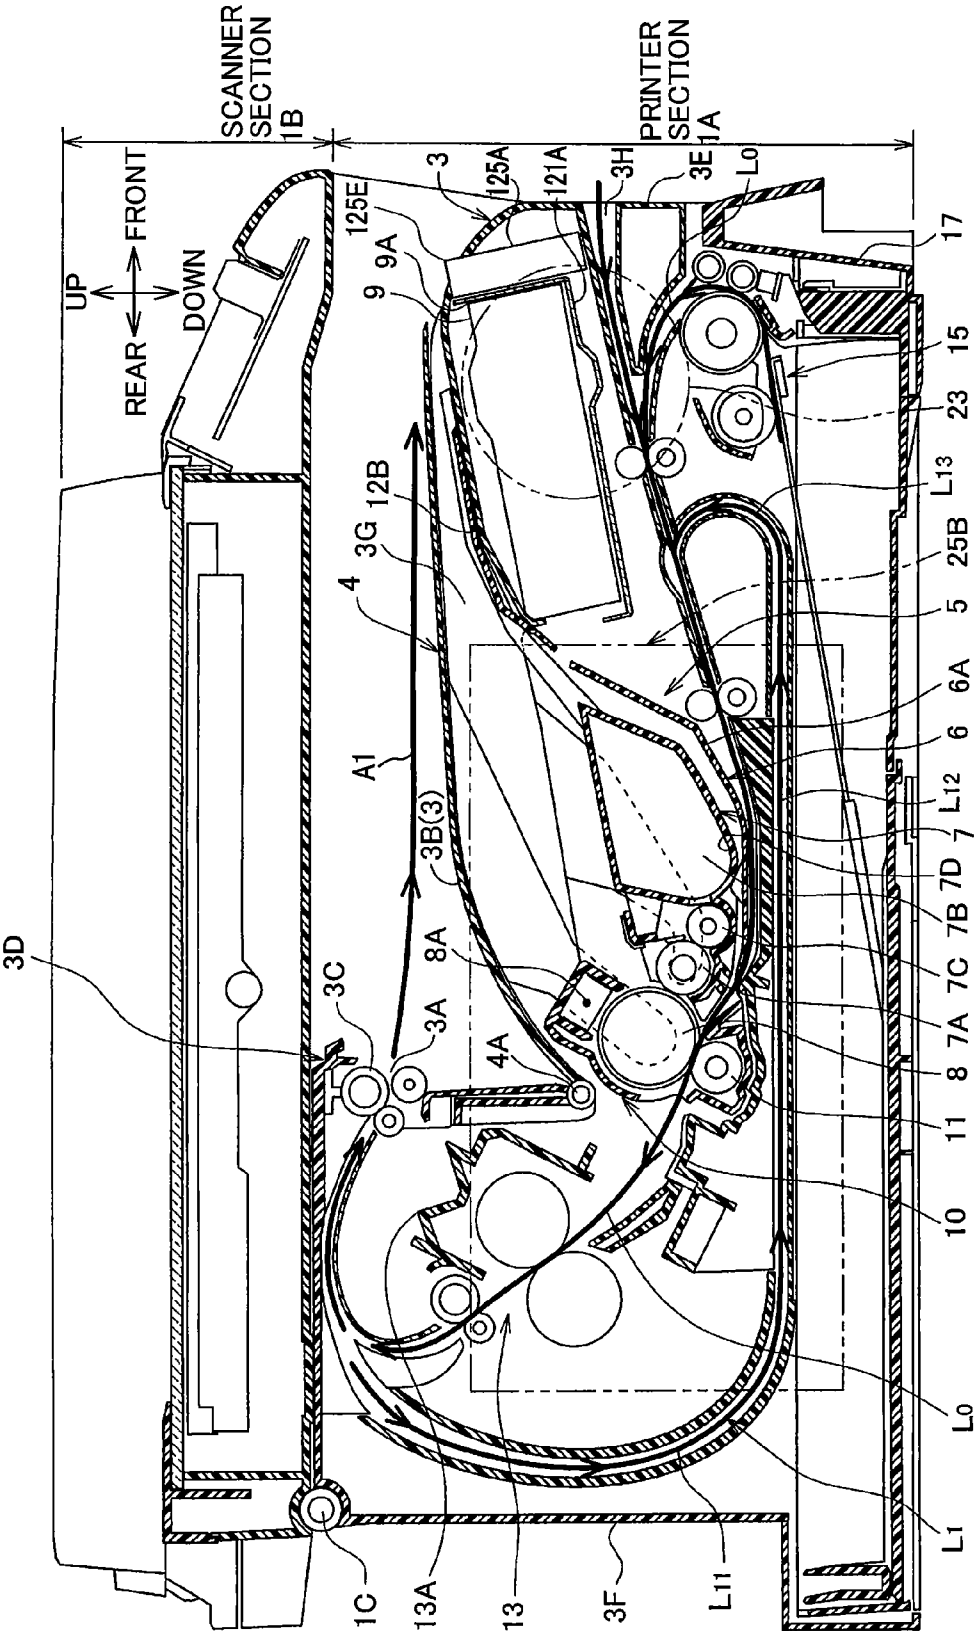 SCANNER
SECTION
1B
PRINTER
SECTION
1A
UP
FRONT
REAR
DOWN
3
125E
125A
121A
3H
3E
L0
9A
9
17
15
23
12B
3G
4
L13
25B
5
6A
6
A1
L12
7
3B(3)
7D
7B
8A
7C
3D
3C
3A
4A
7A
8
11
10
L0
1C
13A
13
3F
L11
L1